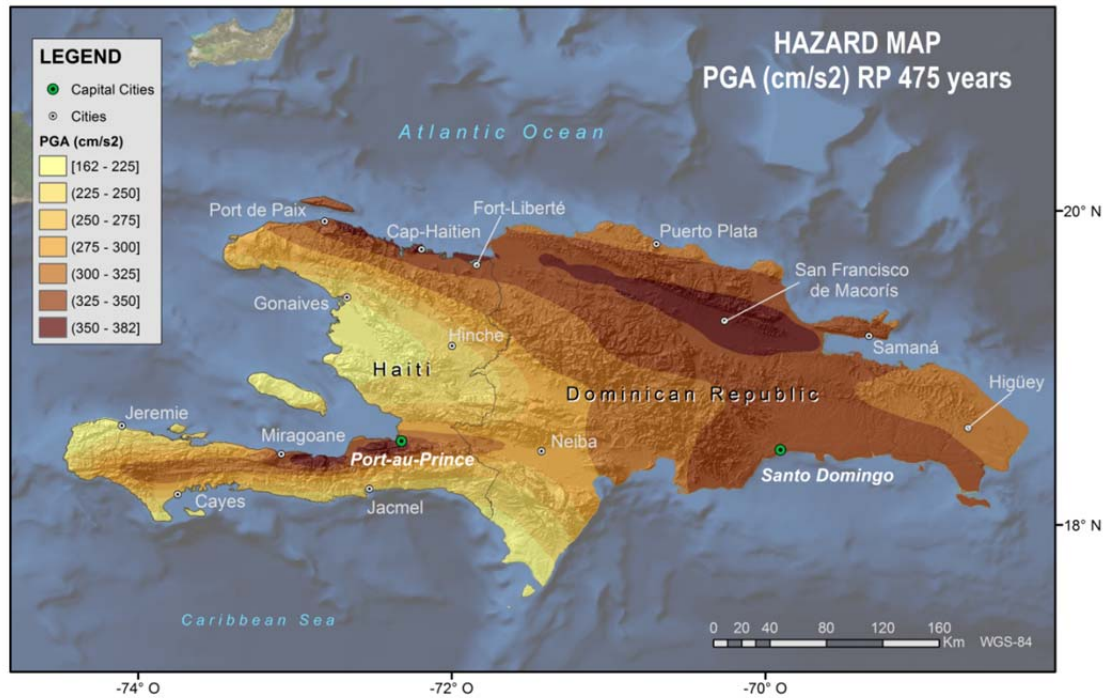 HAZARD MAP
PGA (cm/s2) RP 475 years
LEGEND
Capital Cities
Cities
PGA (cm/s2)
[162 - 225]
(225 - 250]
(250 - 275]
(275 - 300]
(300 - 325]
(325 - 350]
(350 - 382]
Atlantic Ocean
Port de Paix
Fort-Liberté
Cap-Haitien
Puerto Plata
20° N
San Francisco
de Macorís
Gonaives
Hinche
Samaná
Haiti
Dominican Republic
Higüey
Jeremie
Miragoane
Port-au-Prince
Neiba
Santo Domingo
Cayes
Jacmel
18° N
Caribbean Sea
0 20 40 80 120 160
Km
WGS-84
-74° O
-72° O
-70° O